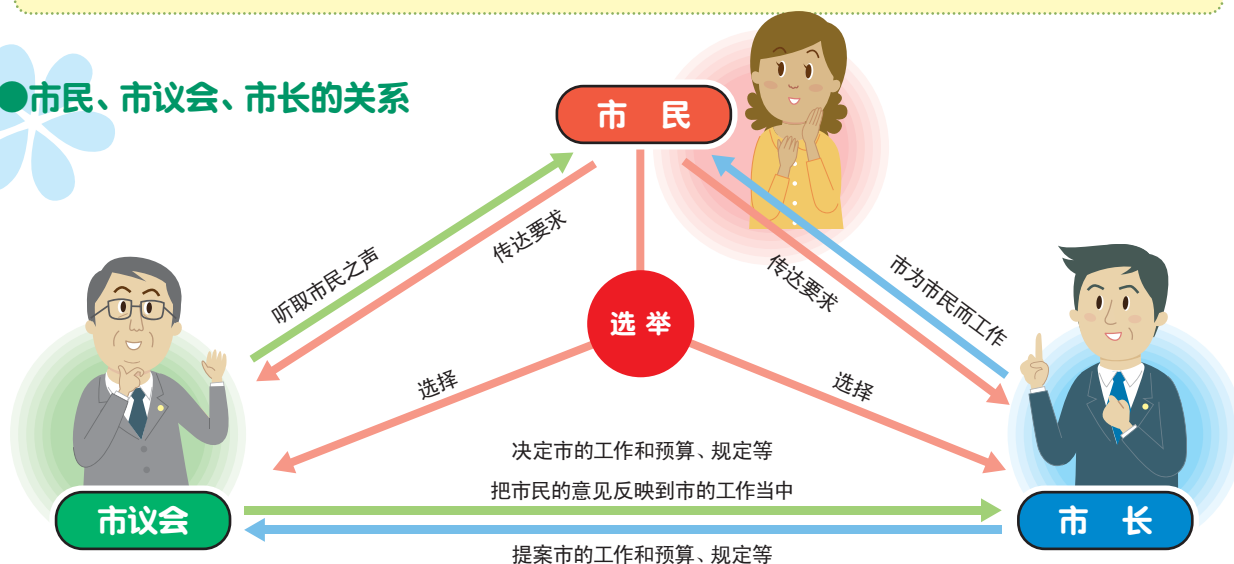 ●市民、市议会、市长的关系
市 民
听取市民之声
传达要求
传达要求
市为市民而工作
选举
选择
选择
决定市的工作和预算、规定等
把市民的意见反映到市的工作当中
市议会
市 长
提案市的工作和预算、规定等